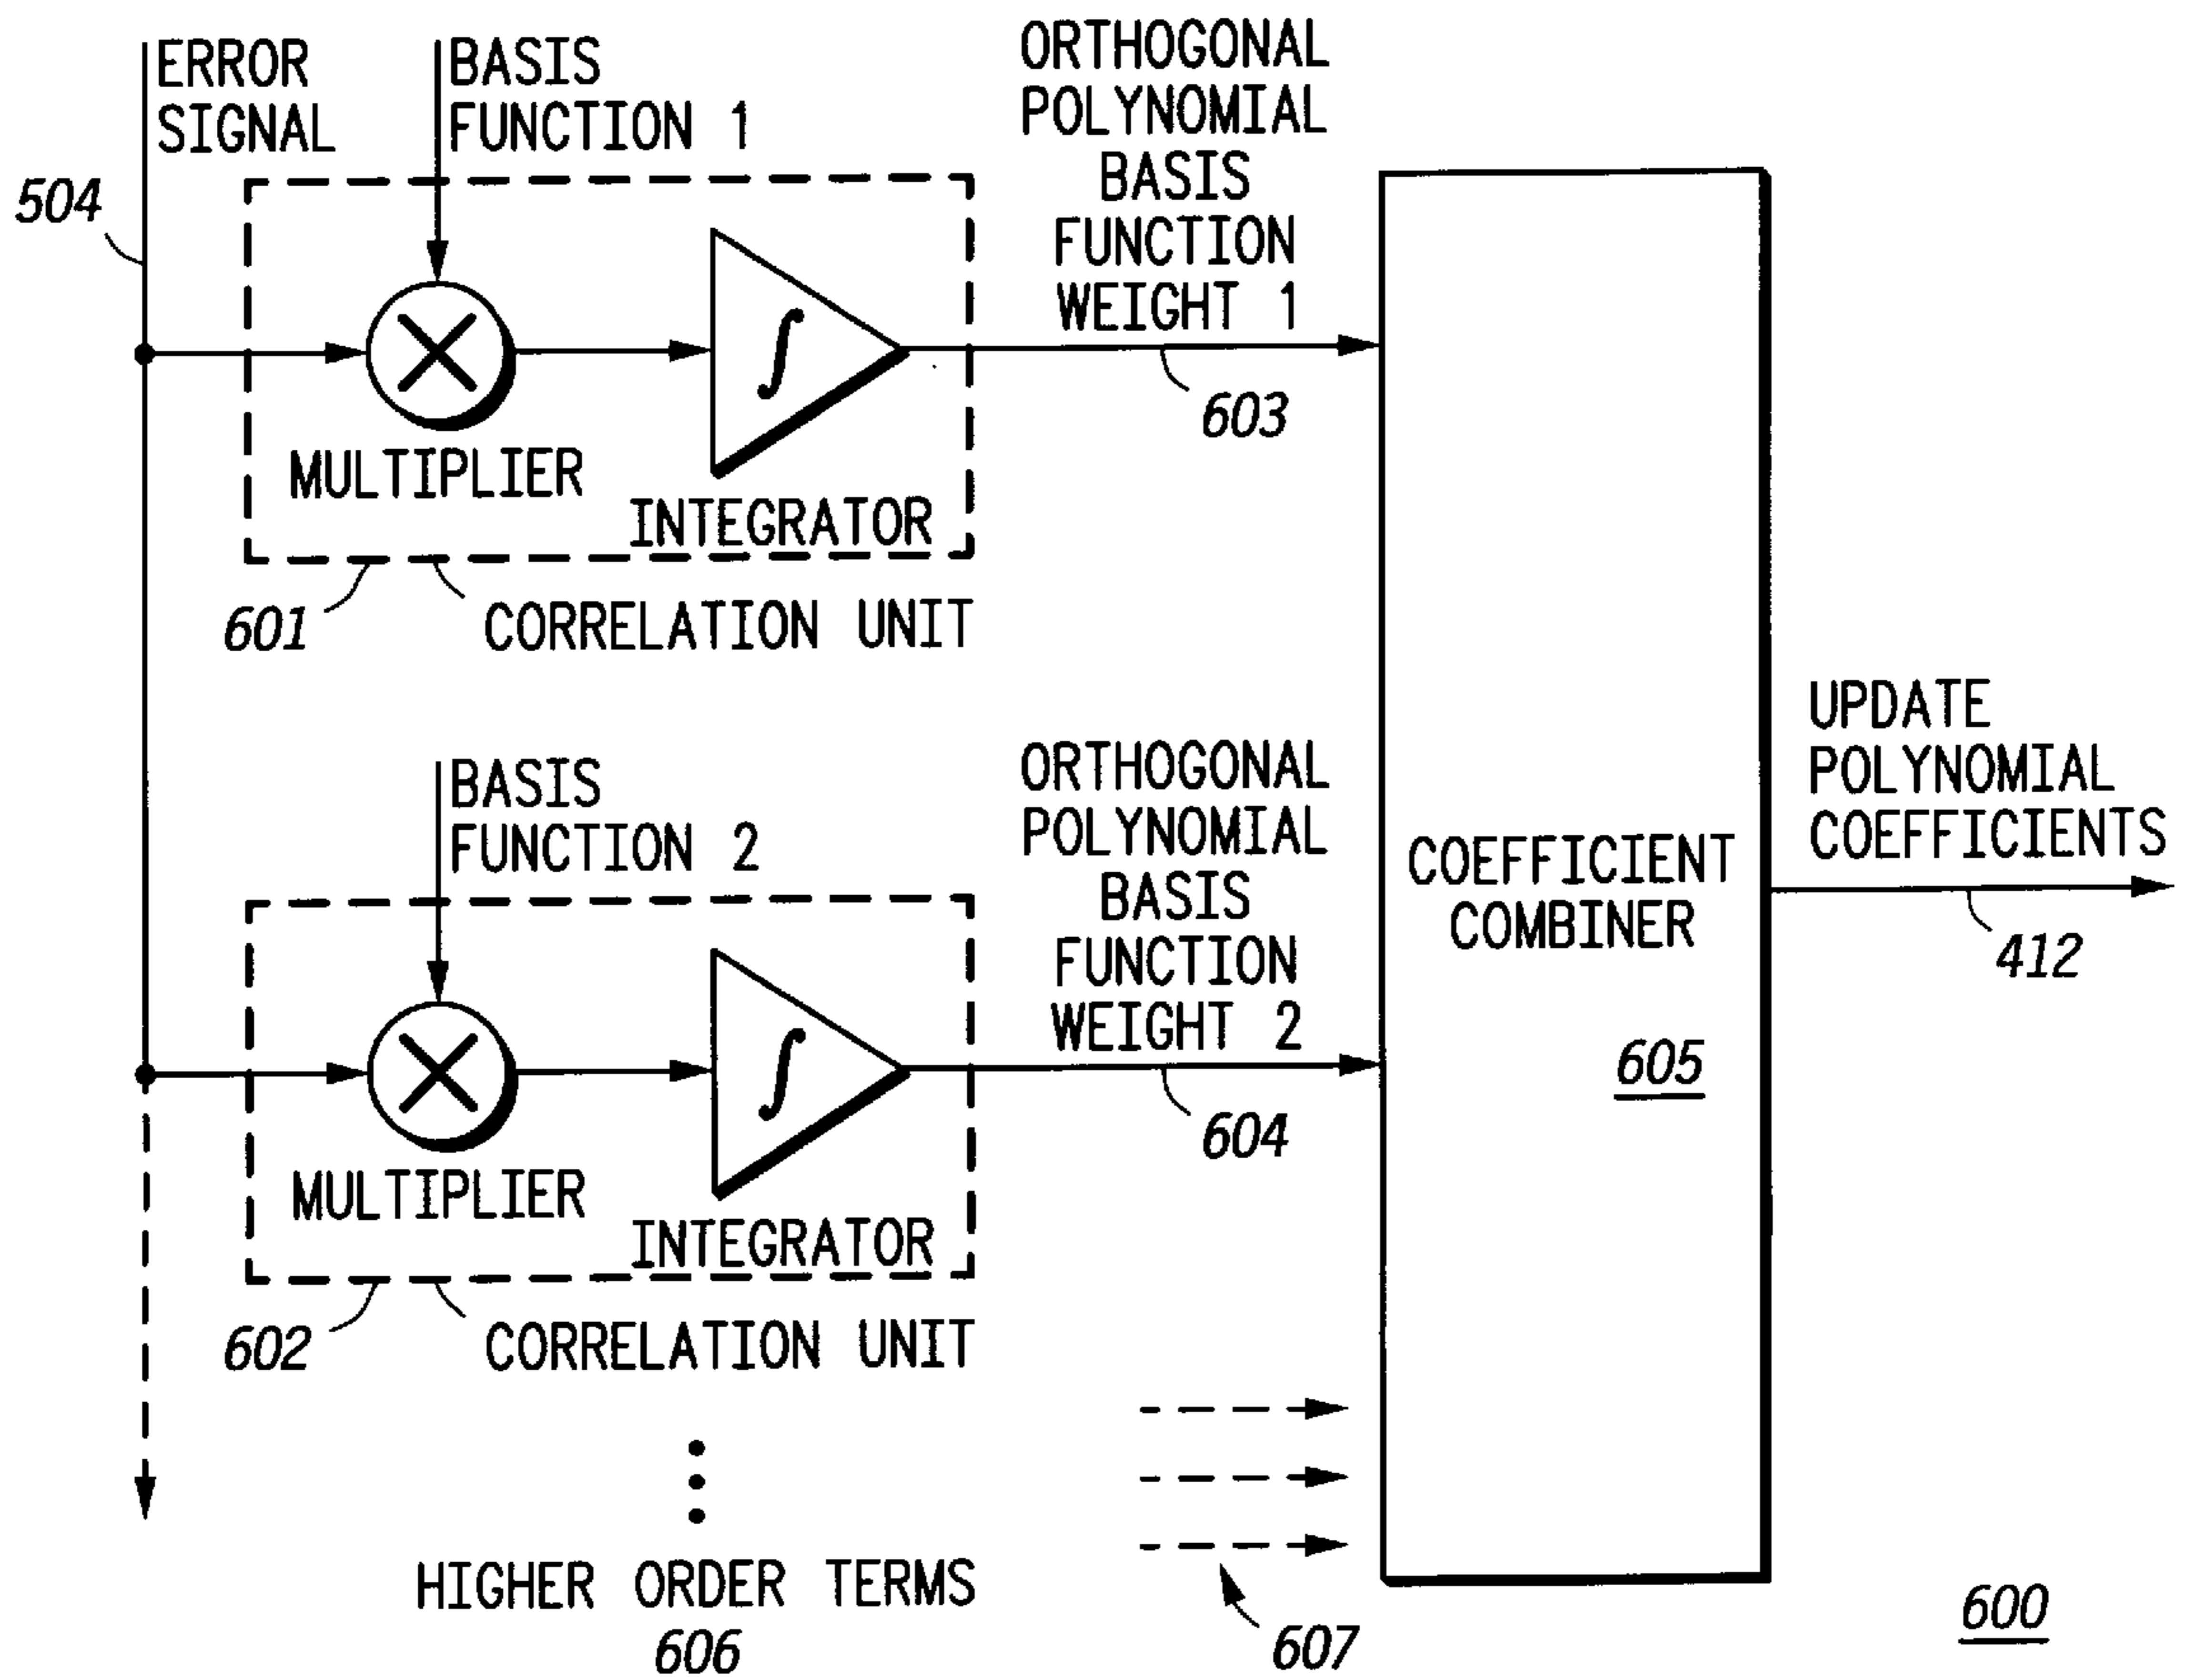 ERROR
SIGNAL
BASIS
FUNCTION 1
ORTHOGONAL
POLYNOMIAL
BASIS
FUNCTION
WEIGHT 1
504
603
MULTIPLIER
INTEGRATOR
601
CORRELATION UNIT
BASIS
FUNCTION 2
ORTHOGONAL
POLYNOMIAL
BASIS
FUNCTION
WEIGHT 2
COEFFICIENT
COMBINER
605
UPDATE
POLYNOMIAL
COEFFICIENTS
412
604
MULTIPLIER
INTEGRATOR
602
CORRELATION UNIT
HIGHER ORDER TERMS
606
607
600